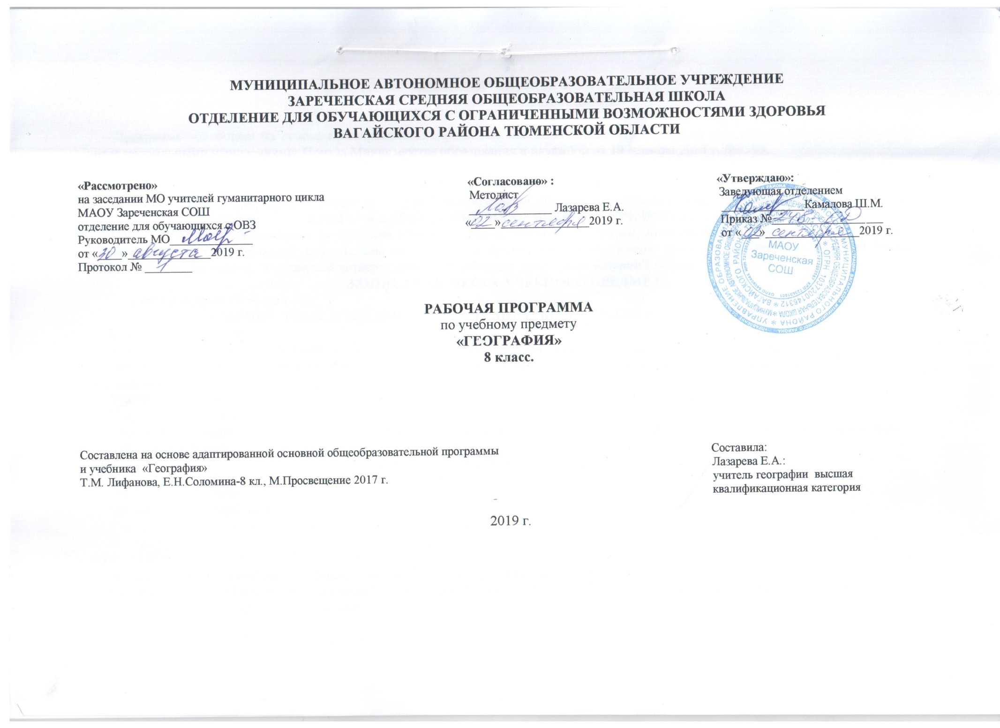 МУНИЦИПАЛЬНОЕ АВТОНОМНОЕ ОБЩЕОБРАЗОВАТЕЛЬНОЕ УЧРЕЖДЕНИЕ
ЗАРЕЧЕНСКАЯ СРЕДНЯЯ ОБЩЕОБРАЗОВАТЕЛЬНАЯ ШКОЛА
ОТДЕЛЕНИЕ ДЛЯ ОБУЧАЮЩИХСЯ С ОГРАНИЧЕННЫМИ ВОЗМОЖНОСТЯМИ ЗДОРОВЬЯ
ВАГАЙСКОГО РАЙОНА ТЮМЕНСКОЙ ОБЛАСТИ
«Рассмотрено»
на заседании МО учителей гуманитарного цикла
МАОУ Зареченская СОШ
отделение для обучающихся с ОВЗ
Руководитель МО
от «30» августа 2019 г.
Протокол № 1
«Согласовано» :
Методист
Лазарева Е.А.
«02» сентября 2019 г.
«Утверждаю»:
Заведующая отделением
Камалова Ш.М.
Приказ №
от «02» сентября 2019 г.
МАОУ
Зареченская
СОШ
РАБОЧАЯ ПРОГРАММА
по учебному предмету
«ГЕОГРАФИЯ»
8 класс.
Составлена на основе адаптированной основной общеобразовательной программы
и учебника «География»
Т.М. Лифанова, Е.Н.Соломина-8 кл., М.Просвещение 2017 г.
Составила:
Лазарева Е.А.:
учитель географии высшая
квалификационная категория
2019 г.